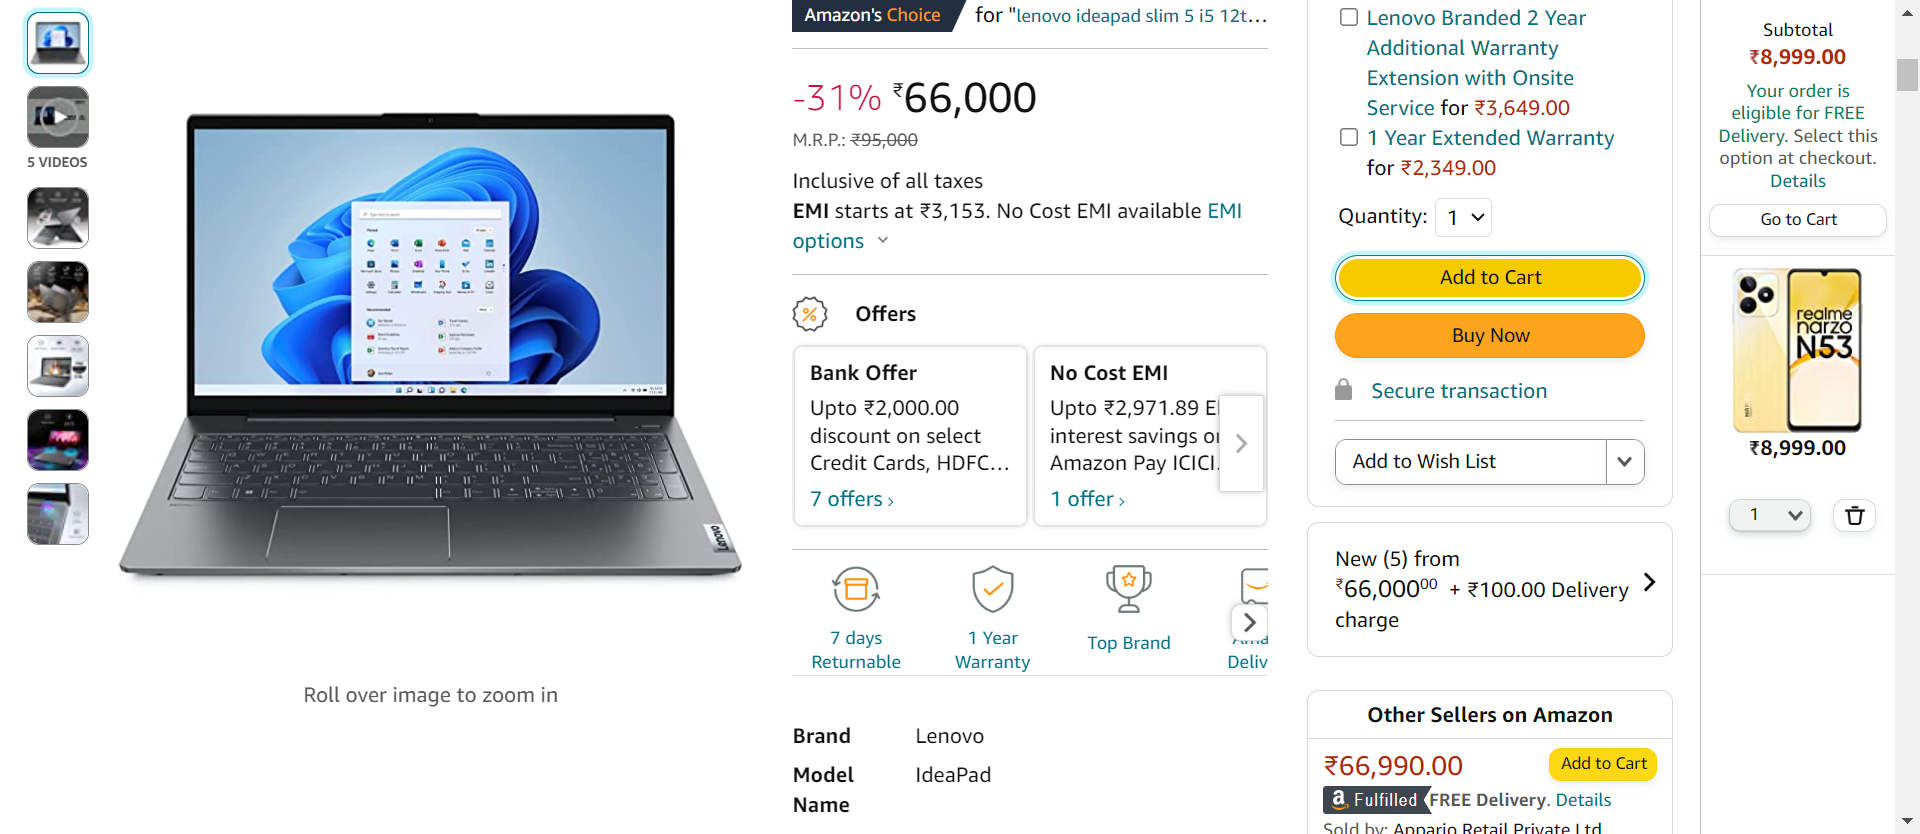 5 VIDEOS
Lenovo
Roll over image to zoom in
Amazon's Choice for "lenovo ideapad slim 5 i5 12t...
-31% ₹66,000
M.R.P.: ₹95,000
Inclusive of all taxes
EMI starts at ₹3,153. No Cost EMI available EMI
options
Offers
Bank Offer
Upto ₹2,000.00
discount on select
Credit Cards, HDFC...
7 offers ›
No Cost EMI
Upto ₹2,971.89 E
interest savings o
Amazon Pay ICICI
1 offer ›
7 days
Returnable
1 Year
Warranty
Top Brand
Deliv
Brand Lenovo
Model IdeaPad
Name
Lenovo Branded 2 Year
Additional Warranty
Extension with Onsite
Service for ₹3,649.00
1 Year Extended Warranty
for ₹2,349.00
Quantity: 1
Add to Cart
Buy Now
Secure transaction
Add to Wish List
New (5) from
₹66,000⁰⁰ + ₹100.00 Delivery
charge
Other Sellers on Amazon
₹66,990.00 Add to Cart
a Fulfilled FREE Delivery. Details
Sold by: Appario Retail Private Ltd
Subtotal
₹8,999.00
Your order is
eligible for FREE
Delivery. Select this
option at checkout.
Details
Go to Cart
realme
narzo
N53
₹8,999.00
1